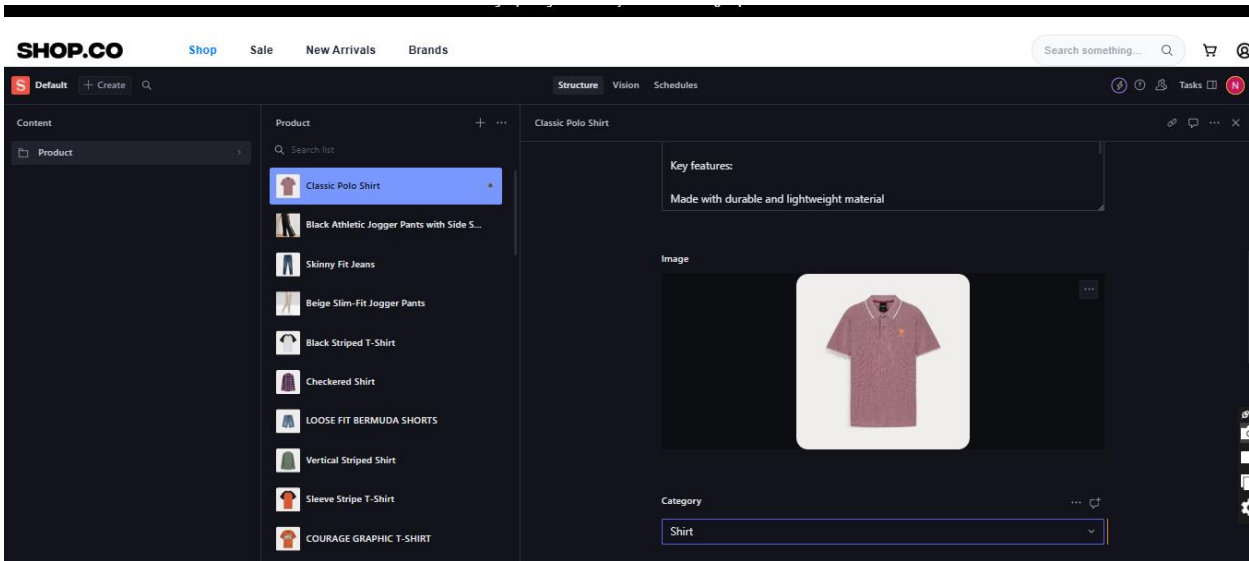 SHOP.CO Shop Sale New Arrivals Brands Search something...
S Default + Create Structure Vision Schedules Tasks N
Content Product Classic Polo Shirt
Product
Search list
Classic Polo Shirt
Black Athletic Jogger Pants with Side S...
Skinny Fit Jeans
Beige Slim-Fit Jogger Pants
Black Striped T-Shirt
Checkered Shirt
LOOSE FIT BERMUDA SHORTS
Vertical Striped Shirt
Sleeve Stripe T-Shirt
COURAGE GRAPHIC T-SHIRT
Key features:
Made with durable and lightweight material
Image
Category
Shirt